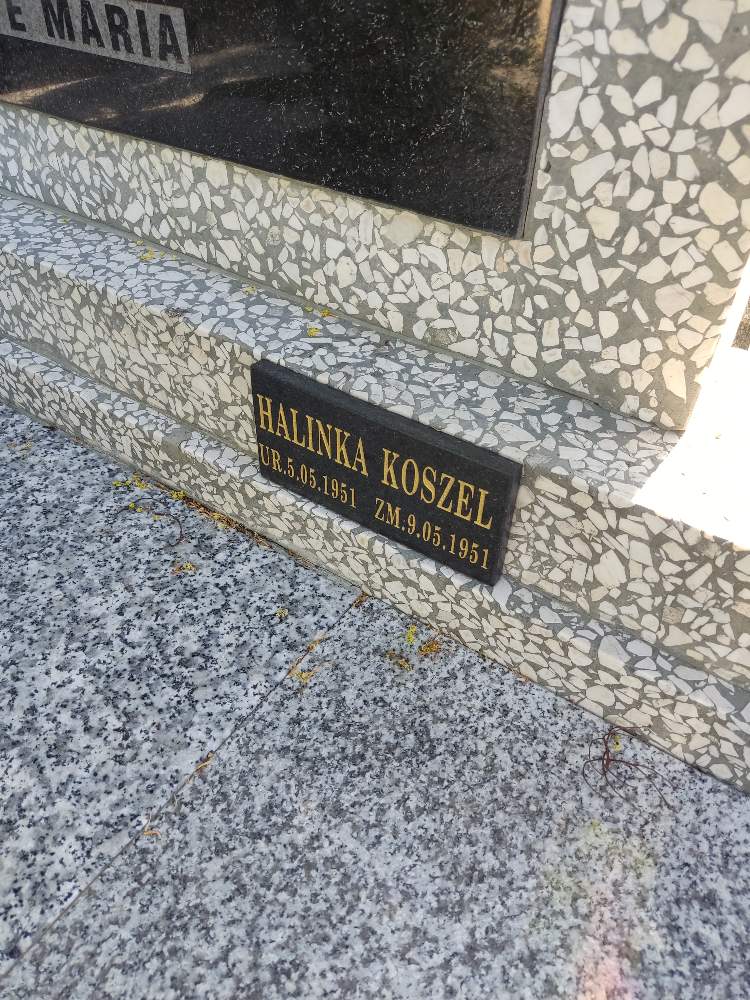 E MARIA
HALINKA KOSZEL
UR.5.05.1951 ZM.9.05.1951